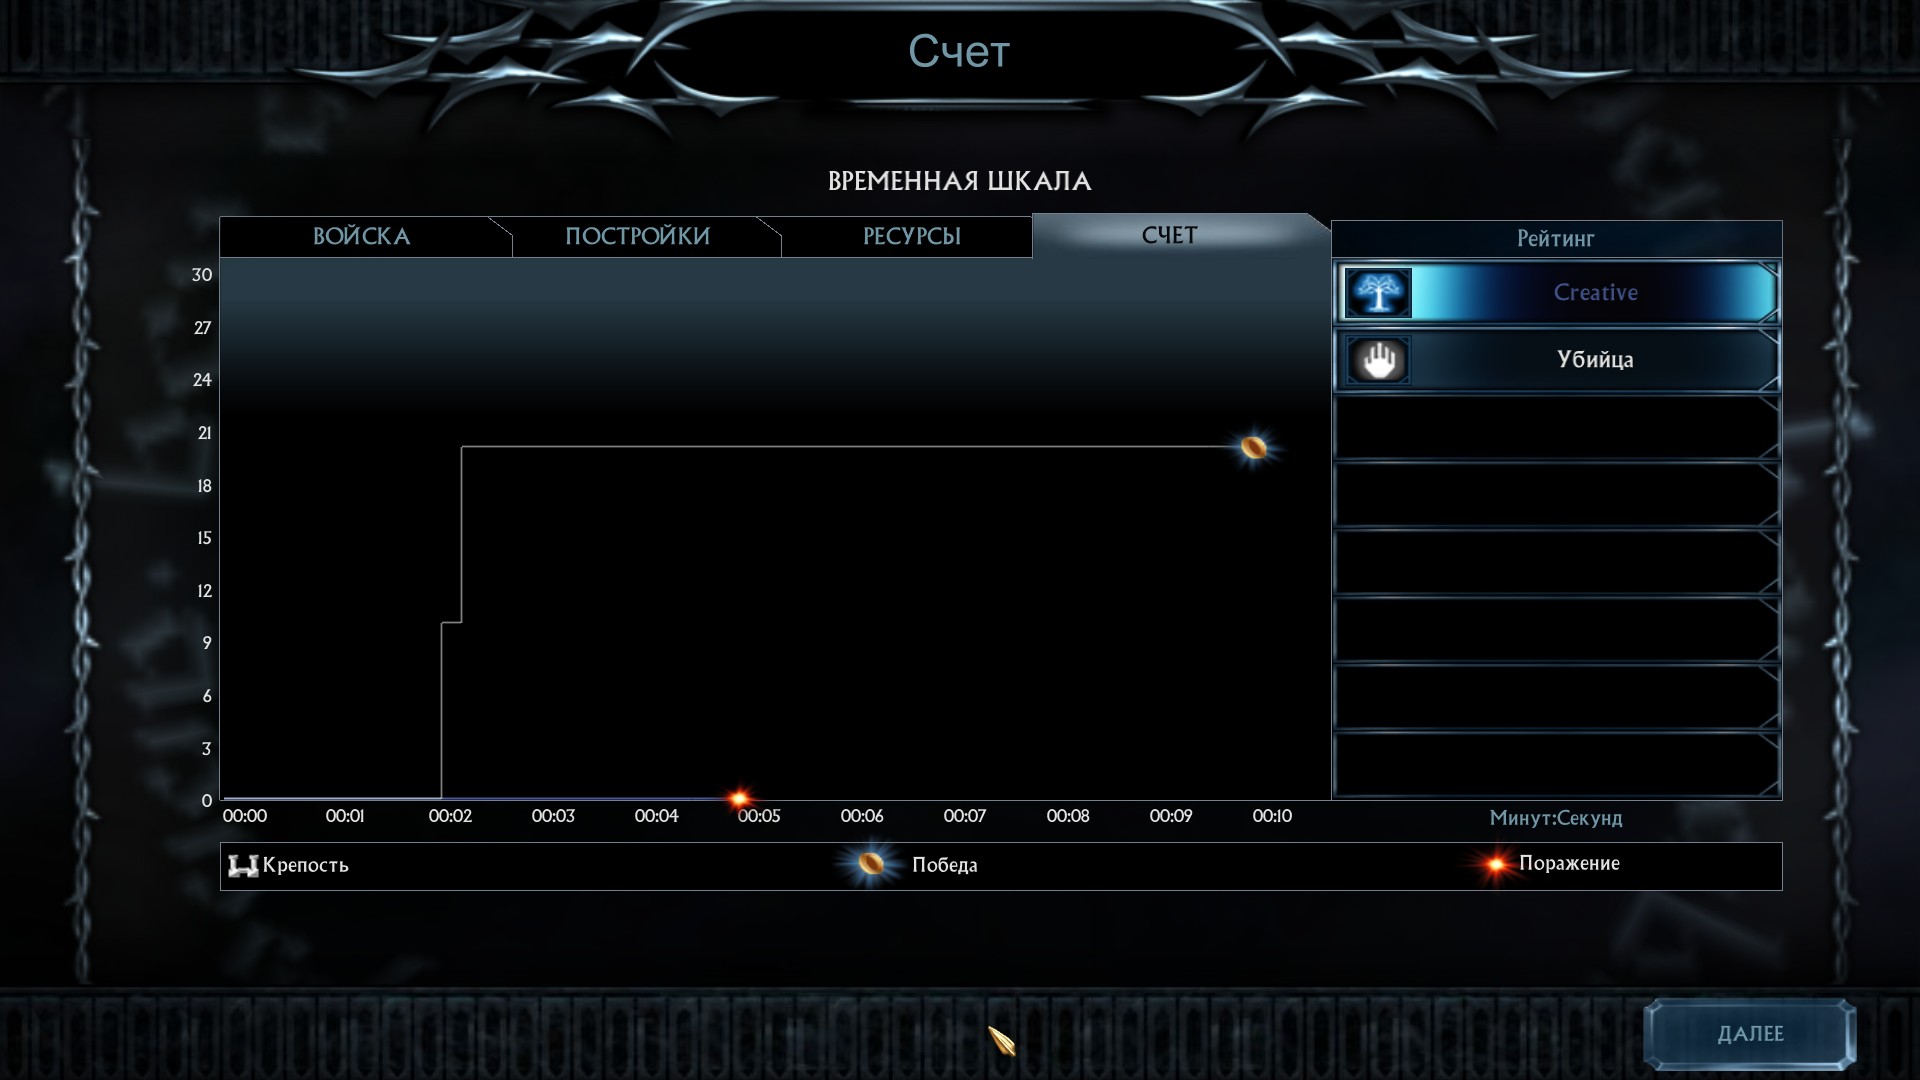 Счет
ВРЕМЕННАЯ ШКАЛА
ВОЙСКА ПОСТРОЙКИ РЕСУРСЫ СЧЕТ Рейтинг
30
27
24
21
18
15
12
9
6
3
0
Creative
Убийца
00:00 00:01 00:02 00:03 00:04 00:05 00:06 00:07 00:08 00:09 00:10 Минут:Секунд
Крепость Победа Поражение
ДАЛЕЕ